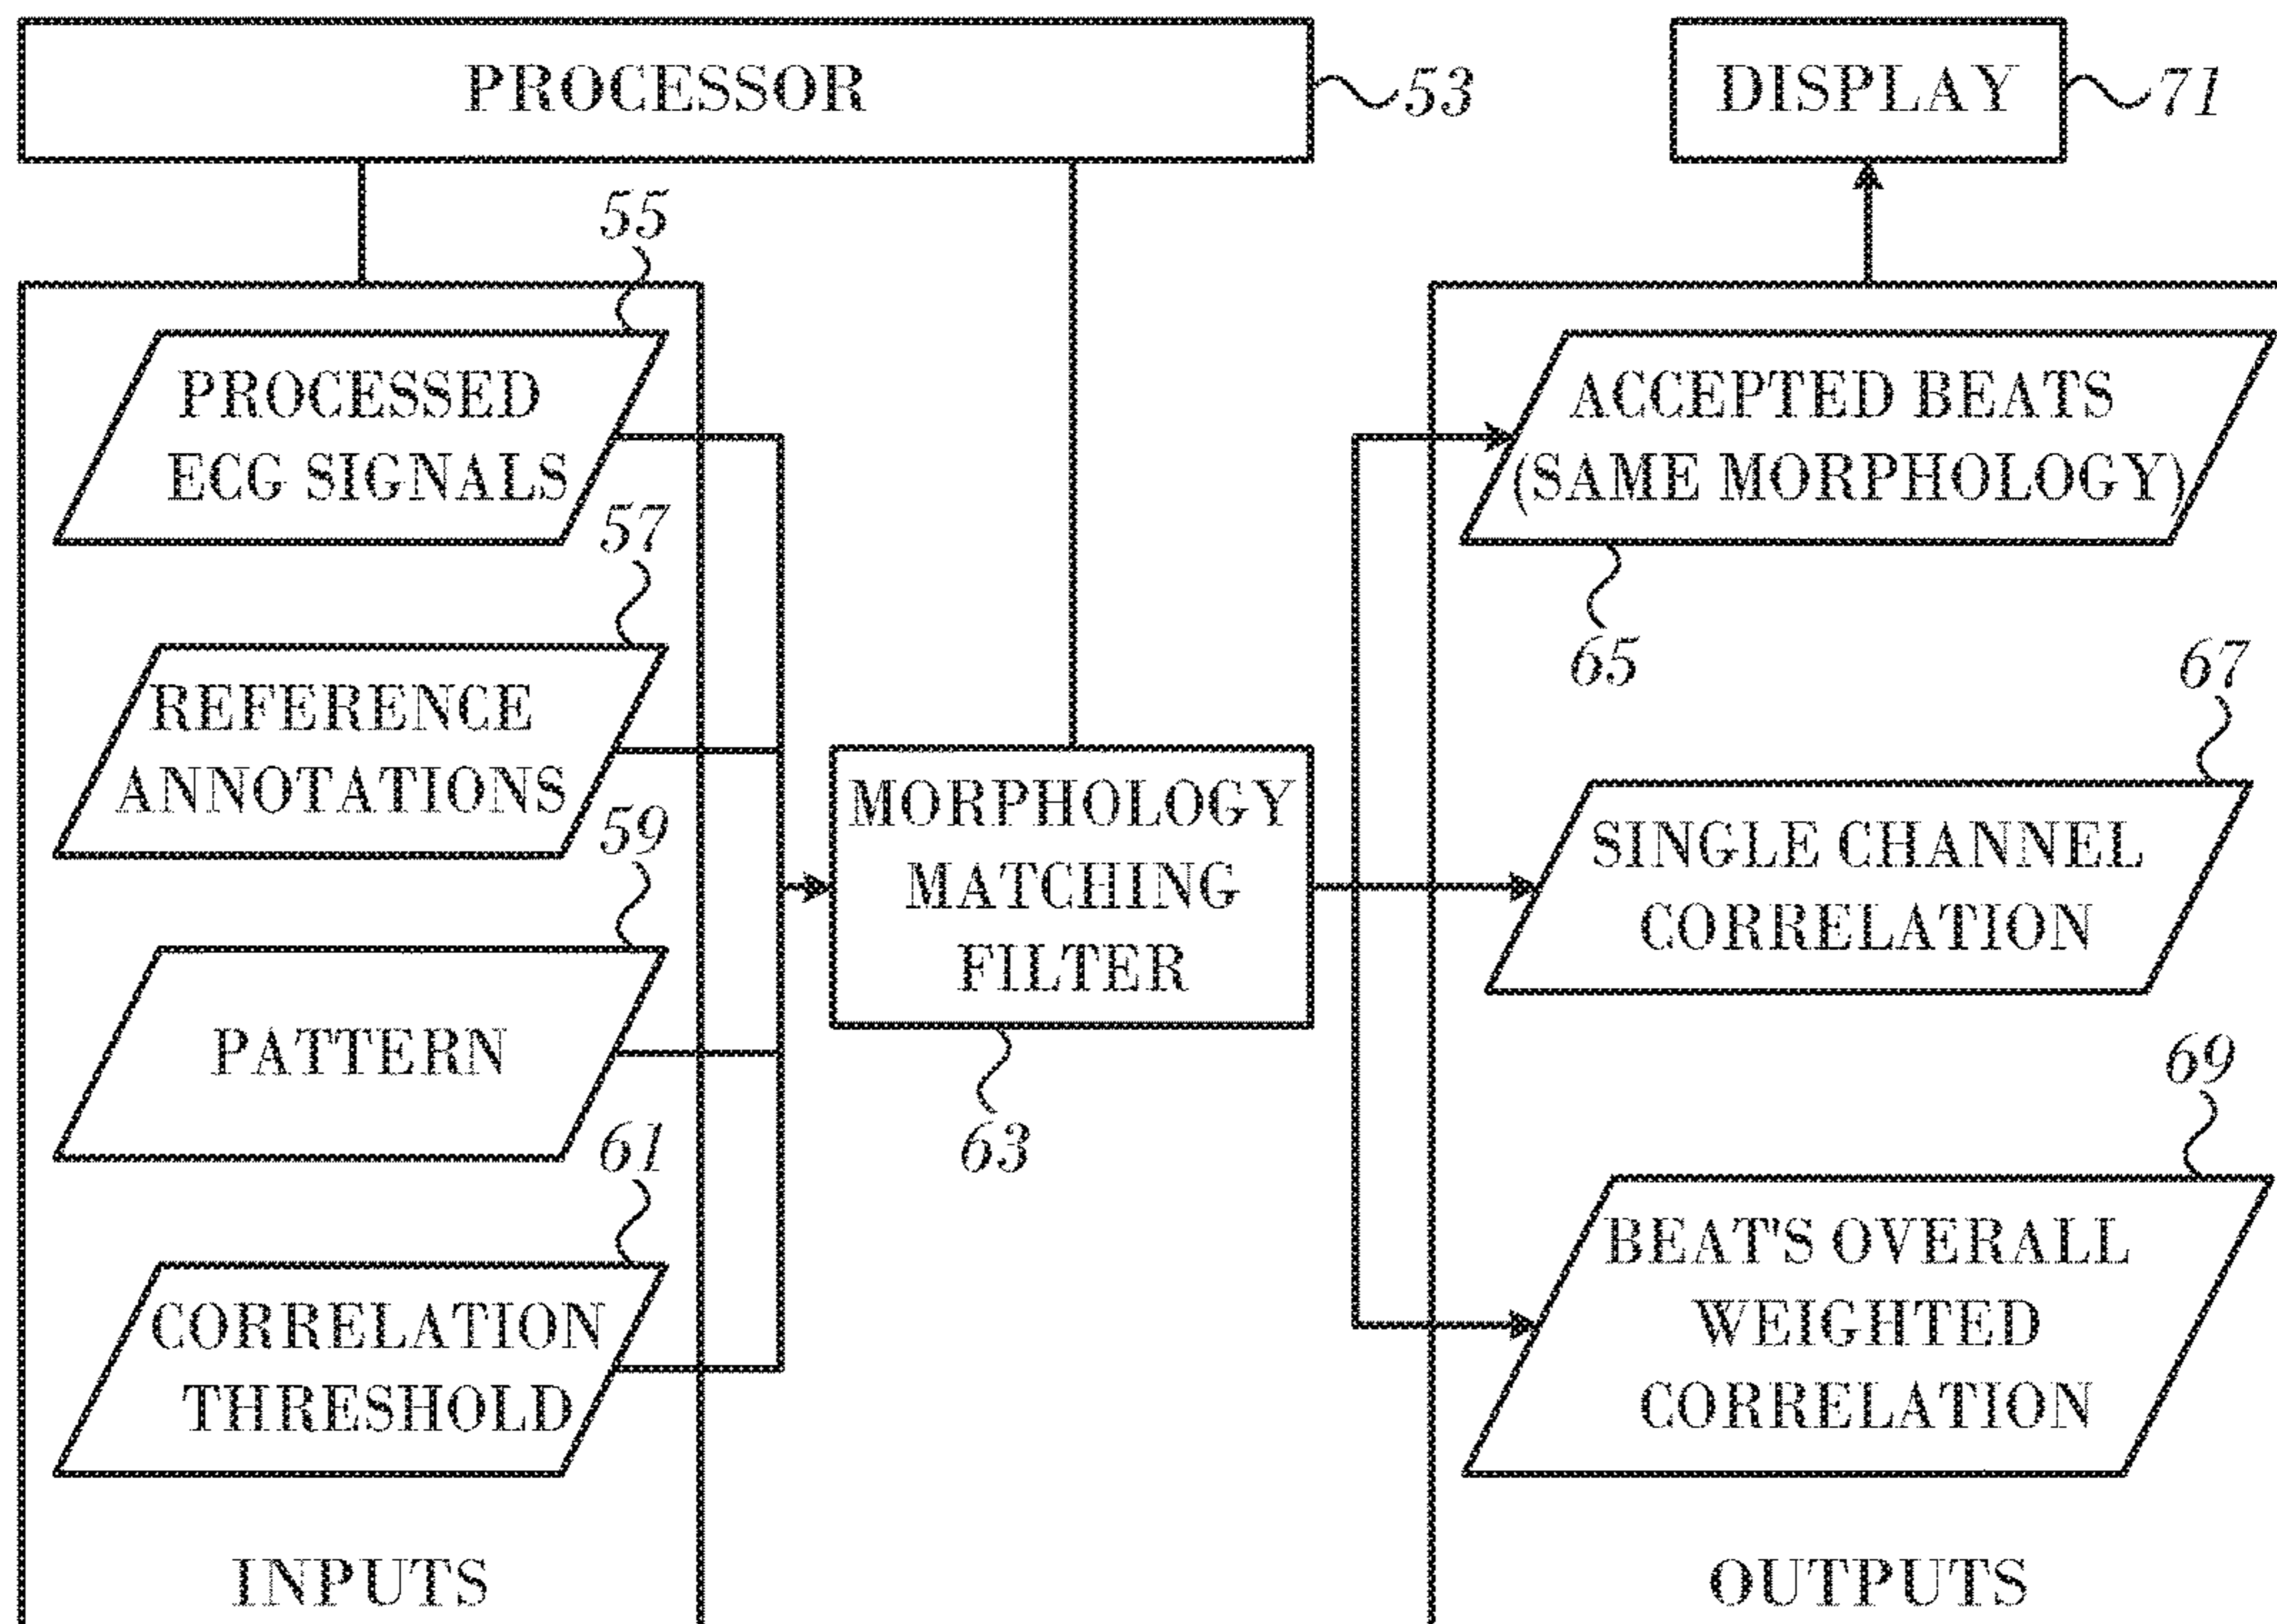 PROCESSOR
53
DISPLAY
71
55
PROCESSED
ECG SIGNALS
57
REFERENCE
ANNOTATIONS
59
PATTERN
61
CORRELATION
THRESHOLD
INPUTS
MORPHOLOGY
MATCHING
FILTER
63
ACCEPTED BEATS
(SAME MORPHOLOGY)
65
67
SINGLE CHANNEL
CORRELATION
69
BEAT'S OVERALL
WEIGHTED
CORRELATION
OUTPUTS